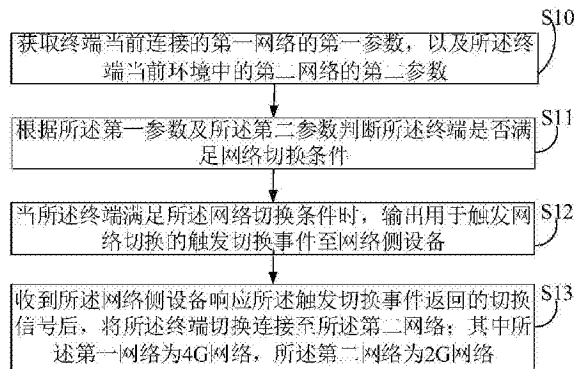 S10
获取终端当前连接的第一网络的第一参数，以及所述终
端当前环境中的第二网络的第二参数
S11
根据所述第一参数及所述第二参数判断所述终端是否满
足网络切换条件
S12
当所述终端满足所述网络切换条件时，输出用于触发网
络切换的触发切换事件至网络侧设备
S13
收到所述网络侧设备响应所述触发切换事件返回的切换
信号后，将所述终端切换连接至所述第二网络；其中所
述第一网络为4G网络，所述第二网络为2G网络